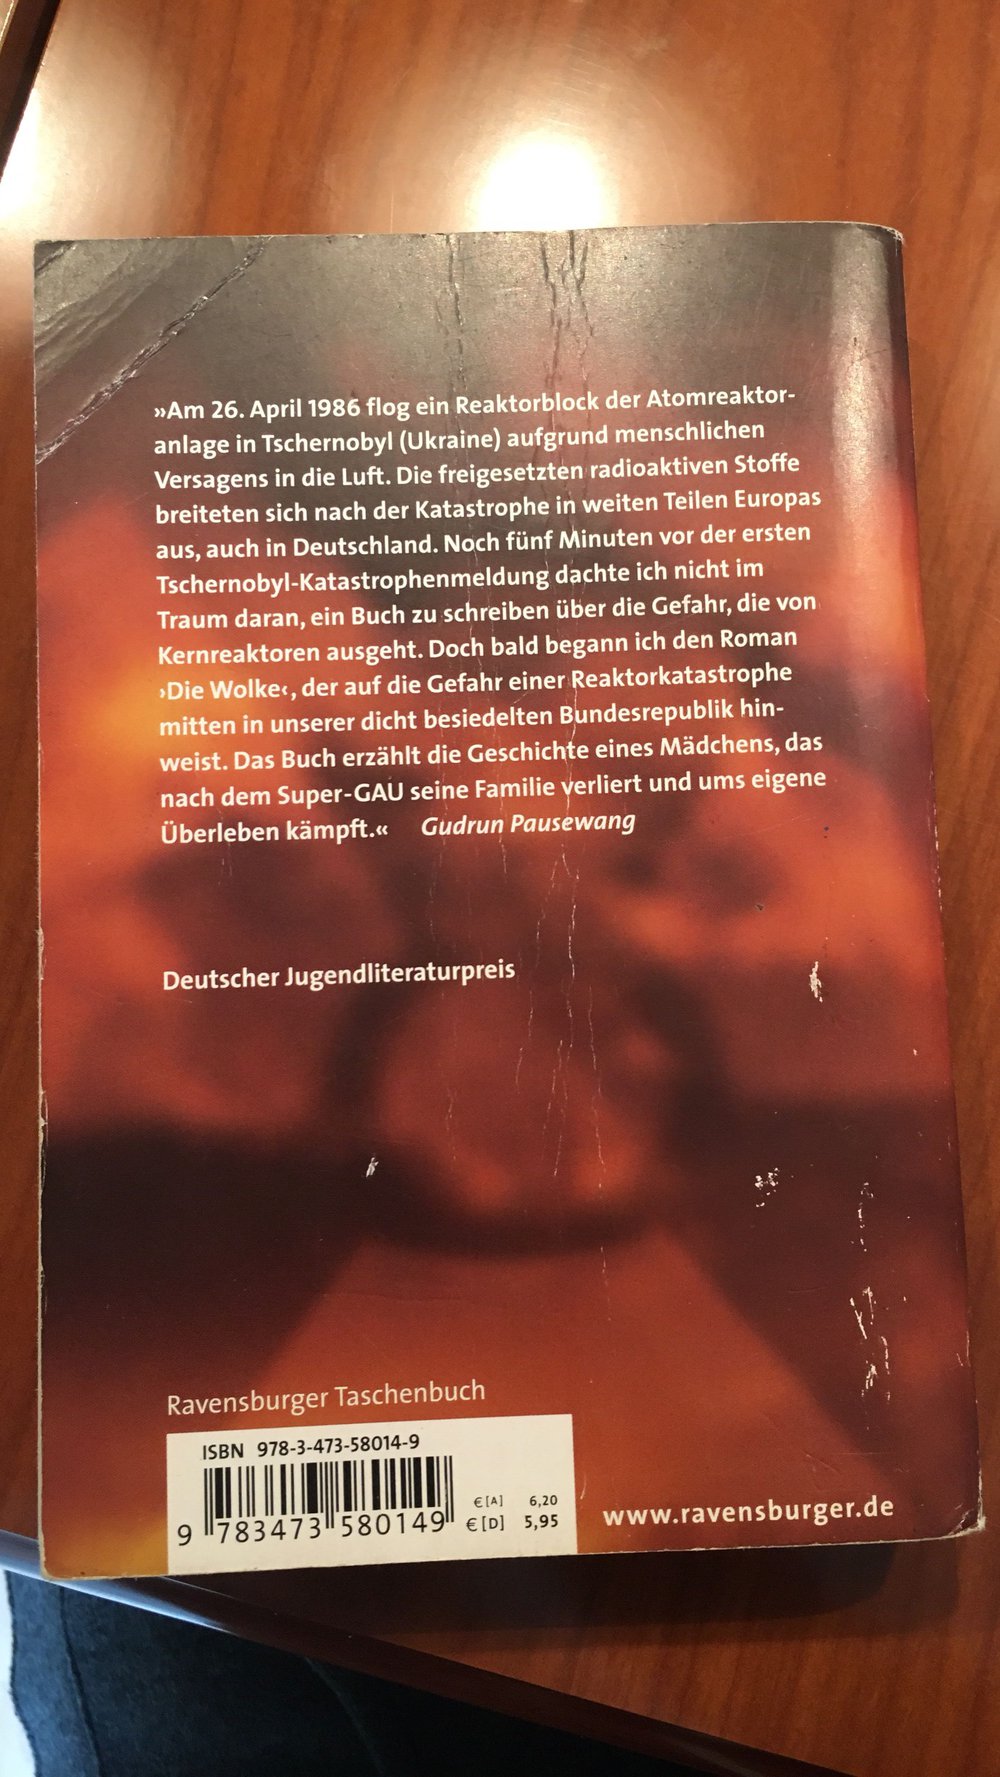 »Am 26. April 1986 flog ein Reaktorblock der Atomreaktor-
anlage in Tschernobyl (Ukraine) aufgrund menschlichen
Versagens in die Luft. Die freigesetzten radioaktiven Stoffe
breiteten sich nach der Katastrophe in weiten Teilen Europas
aus, auch in Deutschland. Noch fünf Minuten vor der ersten
Tschernobyl-Katastrophenmeldung dachte ich nicht im
Traum daran, ein Buch zu schreiben über die Gefahr, die von
Kernreaktoren ausgeht. Doch bald begann ich den Roman
›Die Wolke‹, der auf die Gefahr einer Reaktorkatastrophe
mitten in unserer dicht besiedelten Bundesrepublik hin-
weist. Das Buch erzählt die Geschichte eines Mädchens, das
nach dem Super-GAU seine Familie verliert und ums eigene
Überleben kämpft.« Gudrun Pausewang
Deutscher Jugendliteraturpreis
Ravensburger Taschenbuch
ISBN 978-3-473-58014-9
9 783473 580149
€ [A] 6,20
€ [D] 5,95
www.ravensburger.de